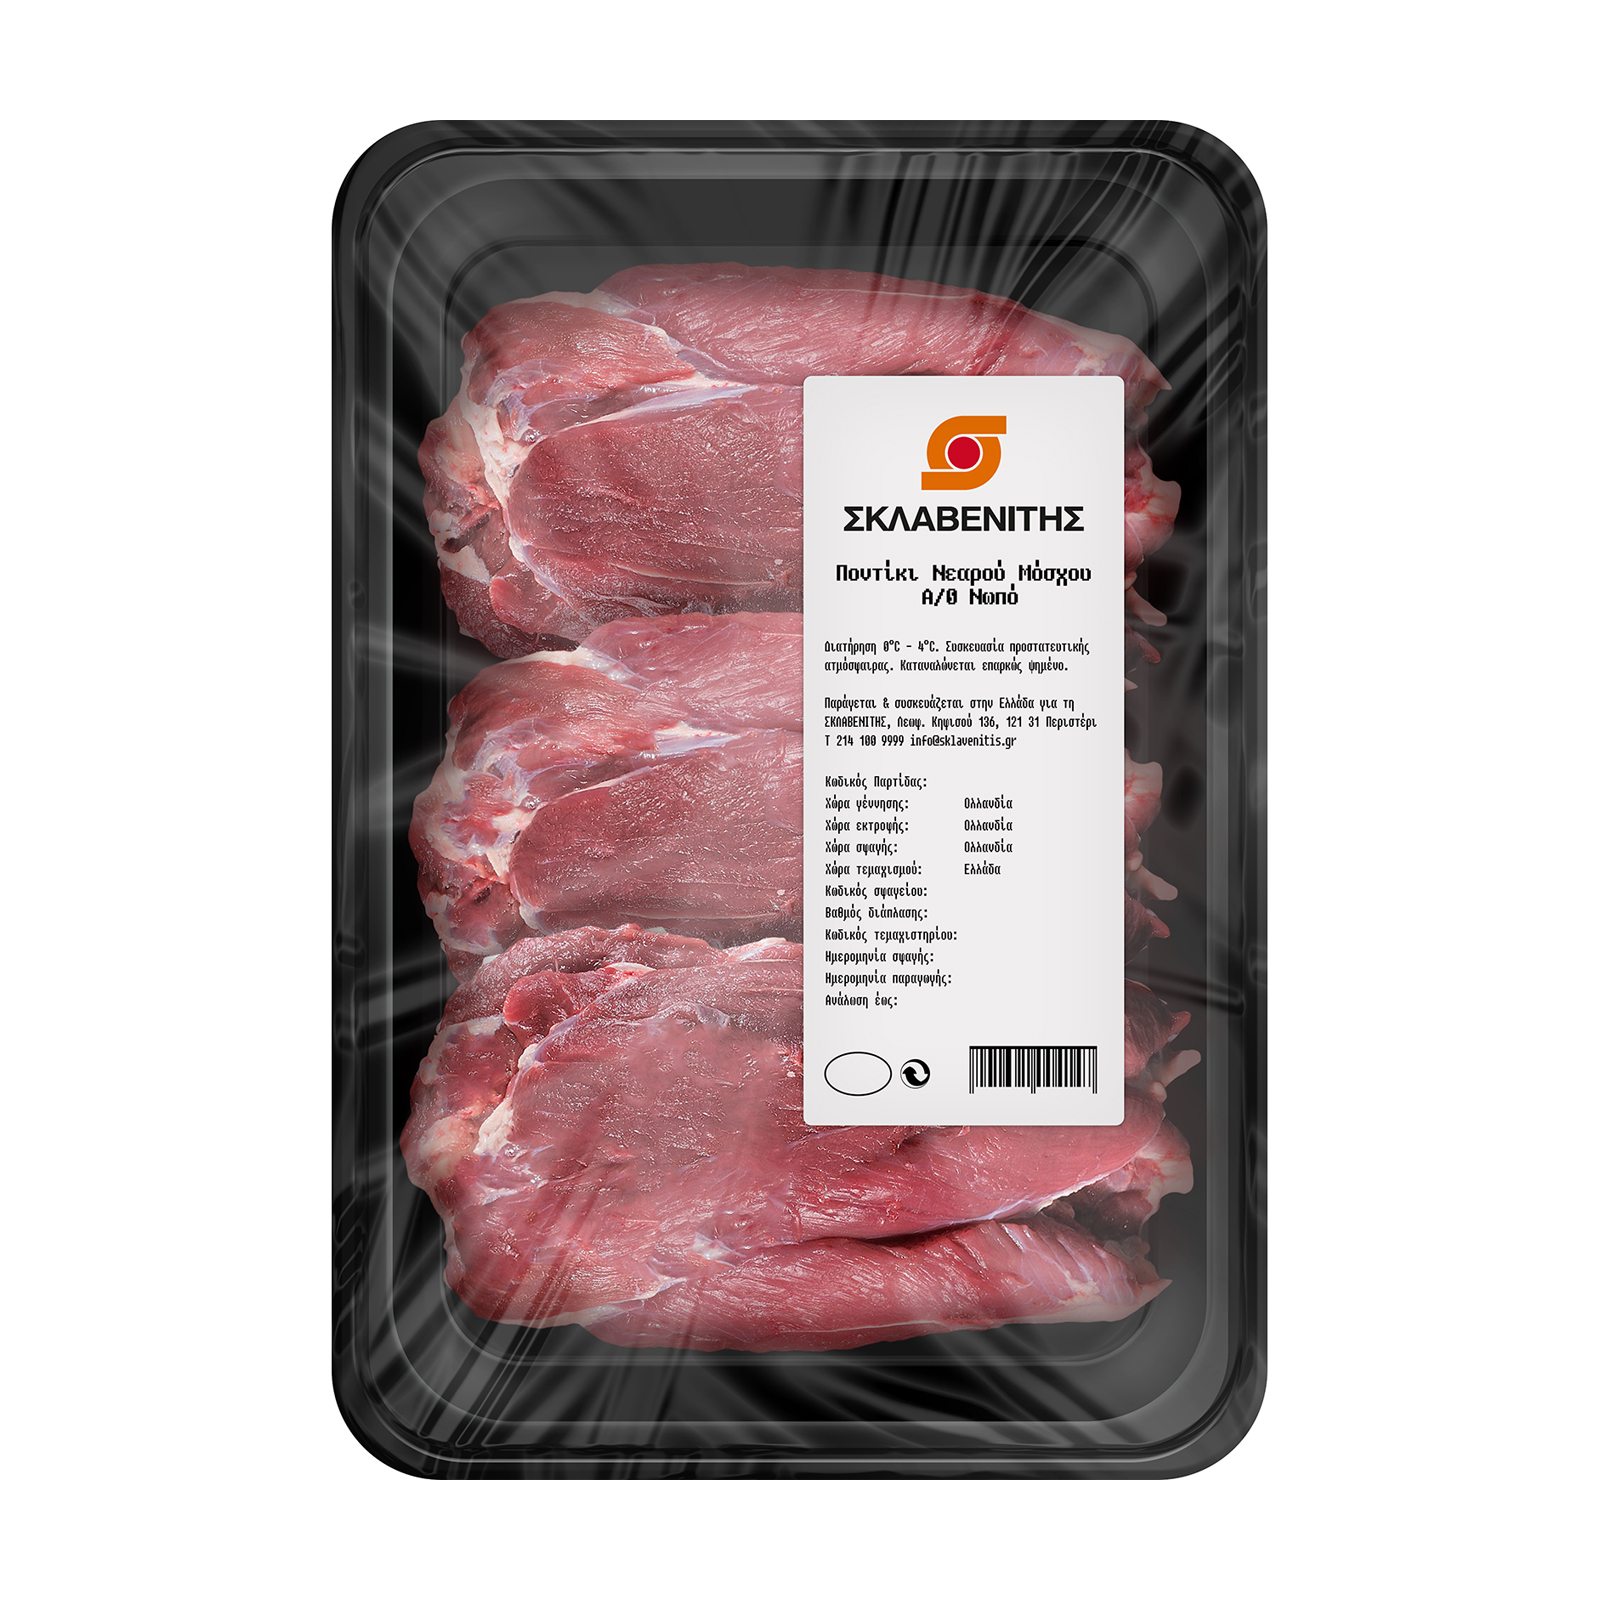 ΣΚΛΑΒΕΝΙΤΗΣ
Ποντίκι Νεαρού Μόσχου
Α/Θ Νωπό
Διατήρηση 0°C - 4°C. Συσκευασία προστατευτικής
ατμόσφαιρας. Καταναλώνεται επαρκώς ψημένο.
Παράγεται & συσκευάζεται στην Ελλάδα για τη
ΣΚΛΑΒΕΝΙΤΗΣ, Λεωφ. Κηφισού 136, 121 31 Περιστέρι
Τ 214 100 9999 info@sklavenitis.gr
Κωδικός Παρτίδας:
Χώρα γέννησης: Ολλανδία
Χώρα εκτροφής: Ολλανδία
Χώρα σφαγής: Ολλανδία
Χώρα τεμαχισμού: Ελλάδα
Κωδικός σφαγείου:
Βαθμός διάπλασης:
Κωδικός τεμαχιστηρίου:
Ημερομηνία σφαγής:
Ημερομηνία παραγωγής:
Ανάλωση έως: